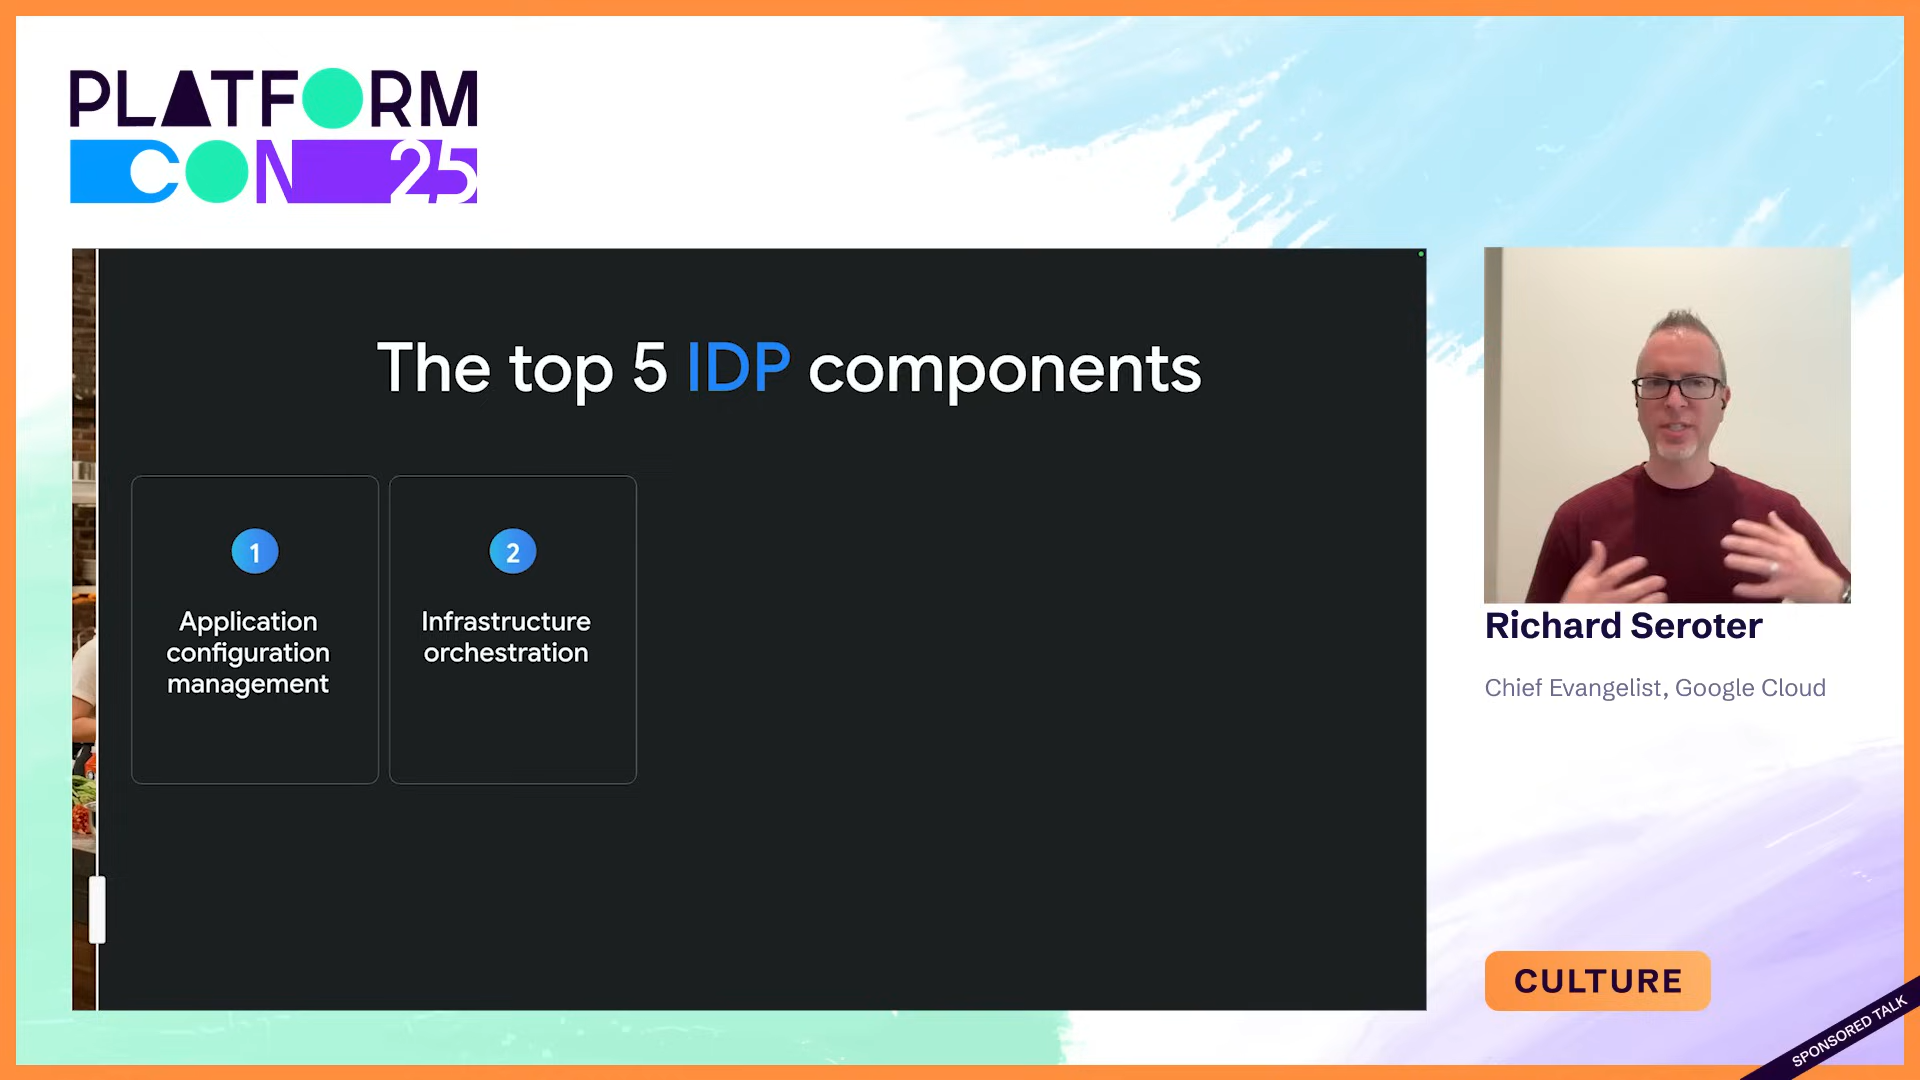 PLATFORM
CON 25
The top 5 IDP components
1
Application
configuration
management
2
Infrastructure
orchestration
Richard Seroter
Chief Evangelist, Google Cloud
CULTURE
SPONSORED TALK